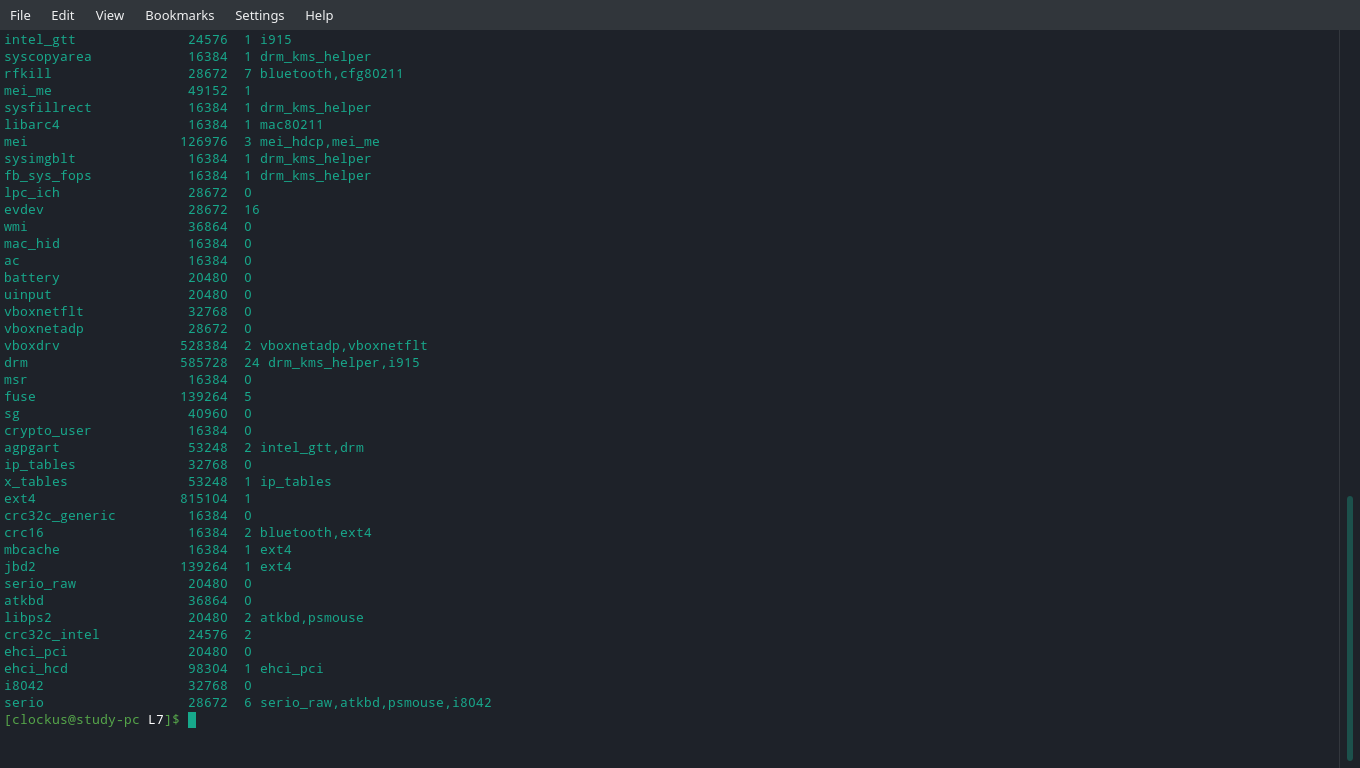 File Edit View Bookmarks Settings Help
intel_gtt 24576 1 i915
syscopyarea 16384 1 drm_kms_helper
rfkill 28672 7 bluetooth,cfg80211
mei_me 49152 1
sysfillrect 16384 1 drm_kms_helper
libarc4 16384 1 mac80211
mei 126976 3 mei_hdcp,mei_me
sysimgblt 16384 1 drm_kms_helper
fb_sys_fops 16384 1 drm_kms_helper
lpc_ich 28672 0
evdev 28672 16
wmi 36864 0
mac_hid 16384 0
ac 16384 0
battery 20480 0
uinput 20480 0
vboxnetflt 32768 0
vboxnetadp 28672 0
vboxdrv 528384 2 vboxnetadp,vboxnetflt
drm 585728 24 drm_kms_helper,i915
msr 16384 0
fuse 139264 5
sg 40960 0
crypto_user 16384 0
agpgart 53248 2 intel_gtt,drm
ip_tables 32768 0
x_tables 53248 1 ip_tables
ext4 815104 1
crc32c_generic 16384 0
crc16 16384 2 bluetooth,ext4
mbcache 16384 1 ext4
jbd2 139264 1 ext4
serio_raw 20480 0
atkbd 36864 0
libps2 20480 2 atkbd,psmouse
crc32c_intel 24576 2
ehci_pci 20480 0
ehci_hcd 98304 1 ehci_pci
i8042 32768 0
serio 28672 6 serio_raw,atkbd,psmouse,i8042
[clockus@study-pc L7]$